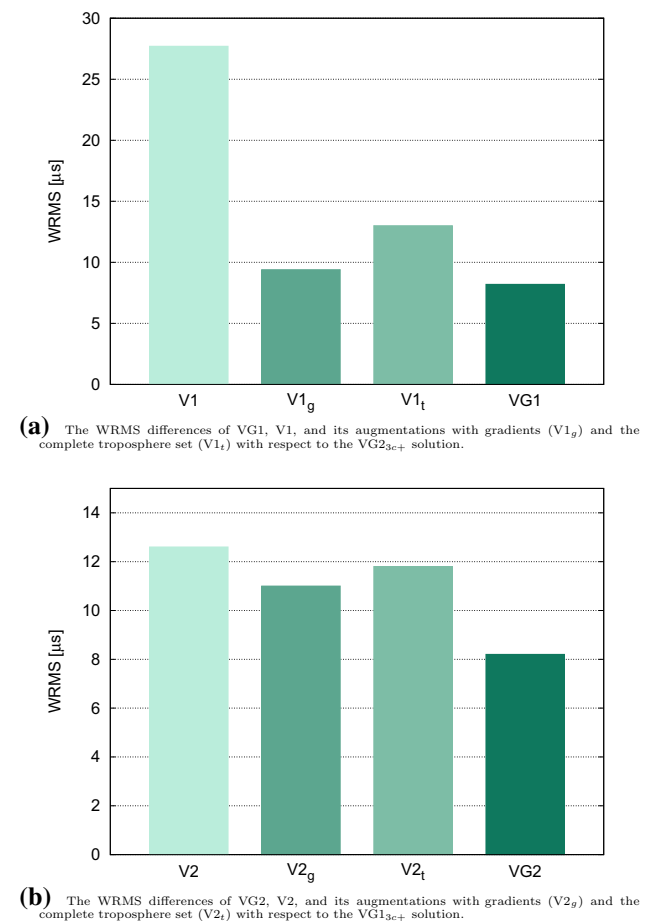 30
25
20
15
10
5
0
WRMS [µs]
V1 V1g V1t VG1
(a) The WRMS differences of VG1, V1, and its augmentations with gradients (V1g) and the
complete troposphere set (V1t) with respect to the VG23c+ solution.
14
12
10
8
6
4
2
0
WRMS [µs]
V2 V2g V2t VG2
(b) The WRMS differences of VG2, V2, and its augmentations with gradients (V2g) and the
complete troposphere set (V2t) with respect to the VG13c+ solution.